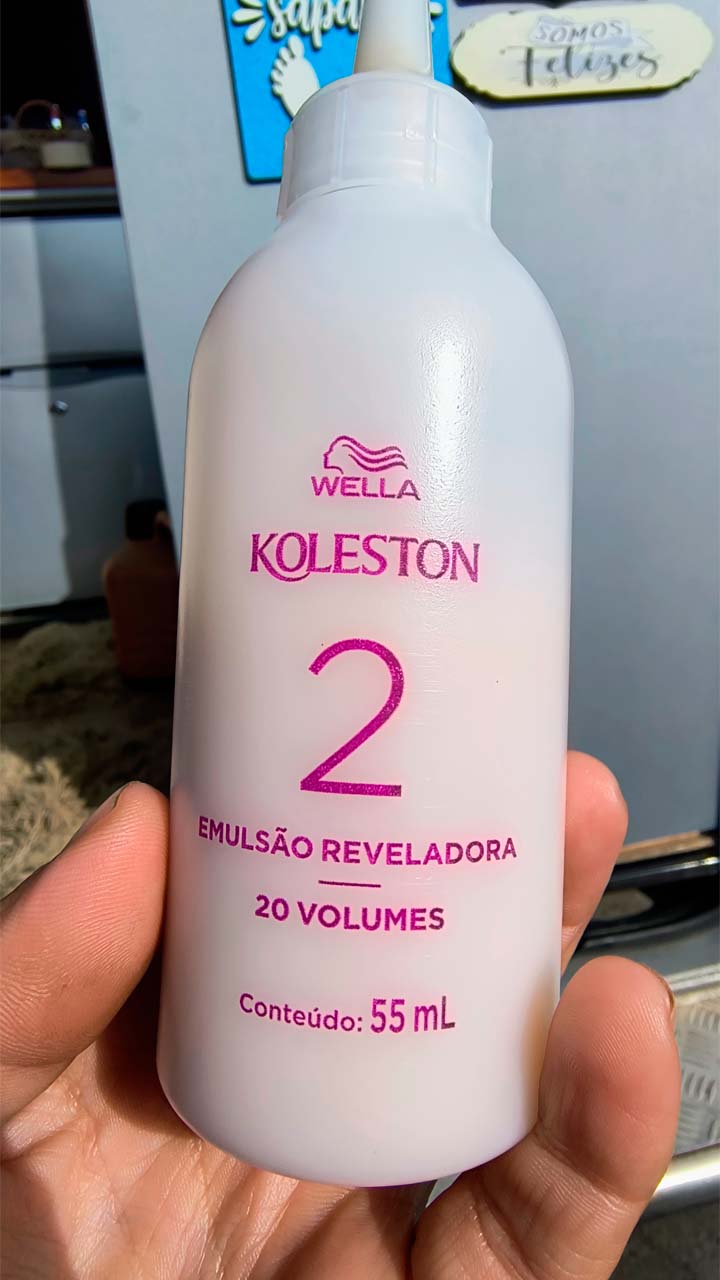 SOMOS
Felizes
WELLA
KOLESTON
2
EMULSÃO REVELADORA
20 VOLUMES
Conteúdo: 55 mL